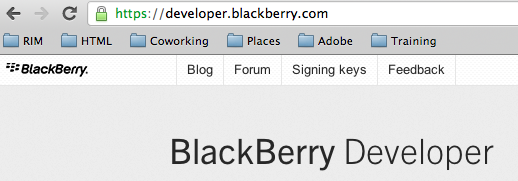 https://developer.blackberry.com
RIM HTML Coworking Places Adobe Training
BlackBerry. Blog Forum Signing keys Feedback
BlackBerry Developer